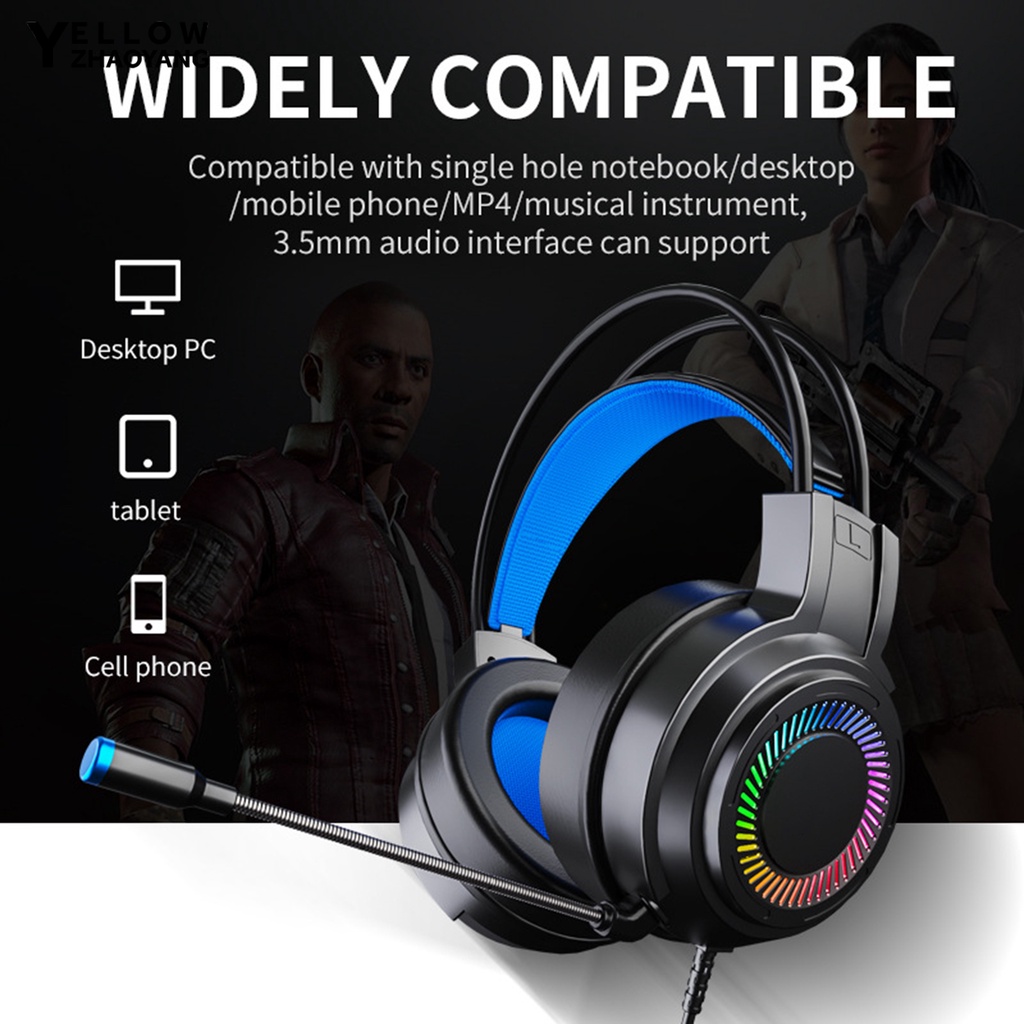 YELLOW
ZHAOYANG
WIDELY COMPATIBLE
Compatible with single hole notebook/desktop
/mobile phone/MP4/musical instrument,
3.5mm audio interface can support
Desktop PC
tablet
Cell phone
L